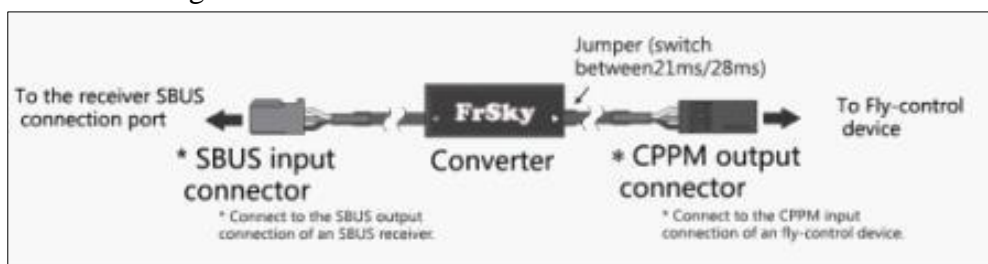 Jumper (switch
between21ms/28ms)
To the receiver SBUS
connection port
FrSky
To Fly-control
device
* SBUS input
connector
Converter
* CPPM output
connector
* Connect to the SBUS output
connection of an SBUS receiver.
* Connect to the CPPM input
connection of an fly-control device.